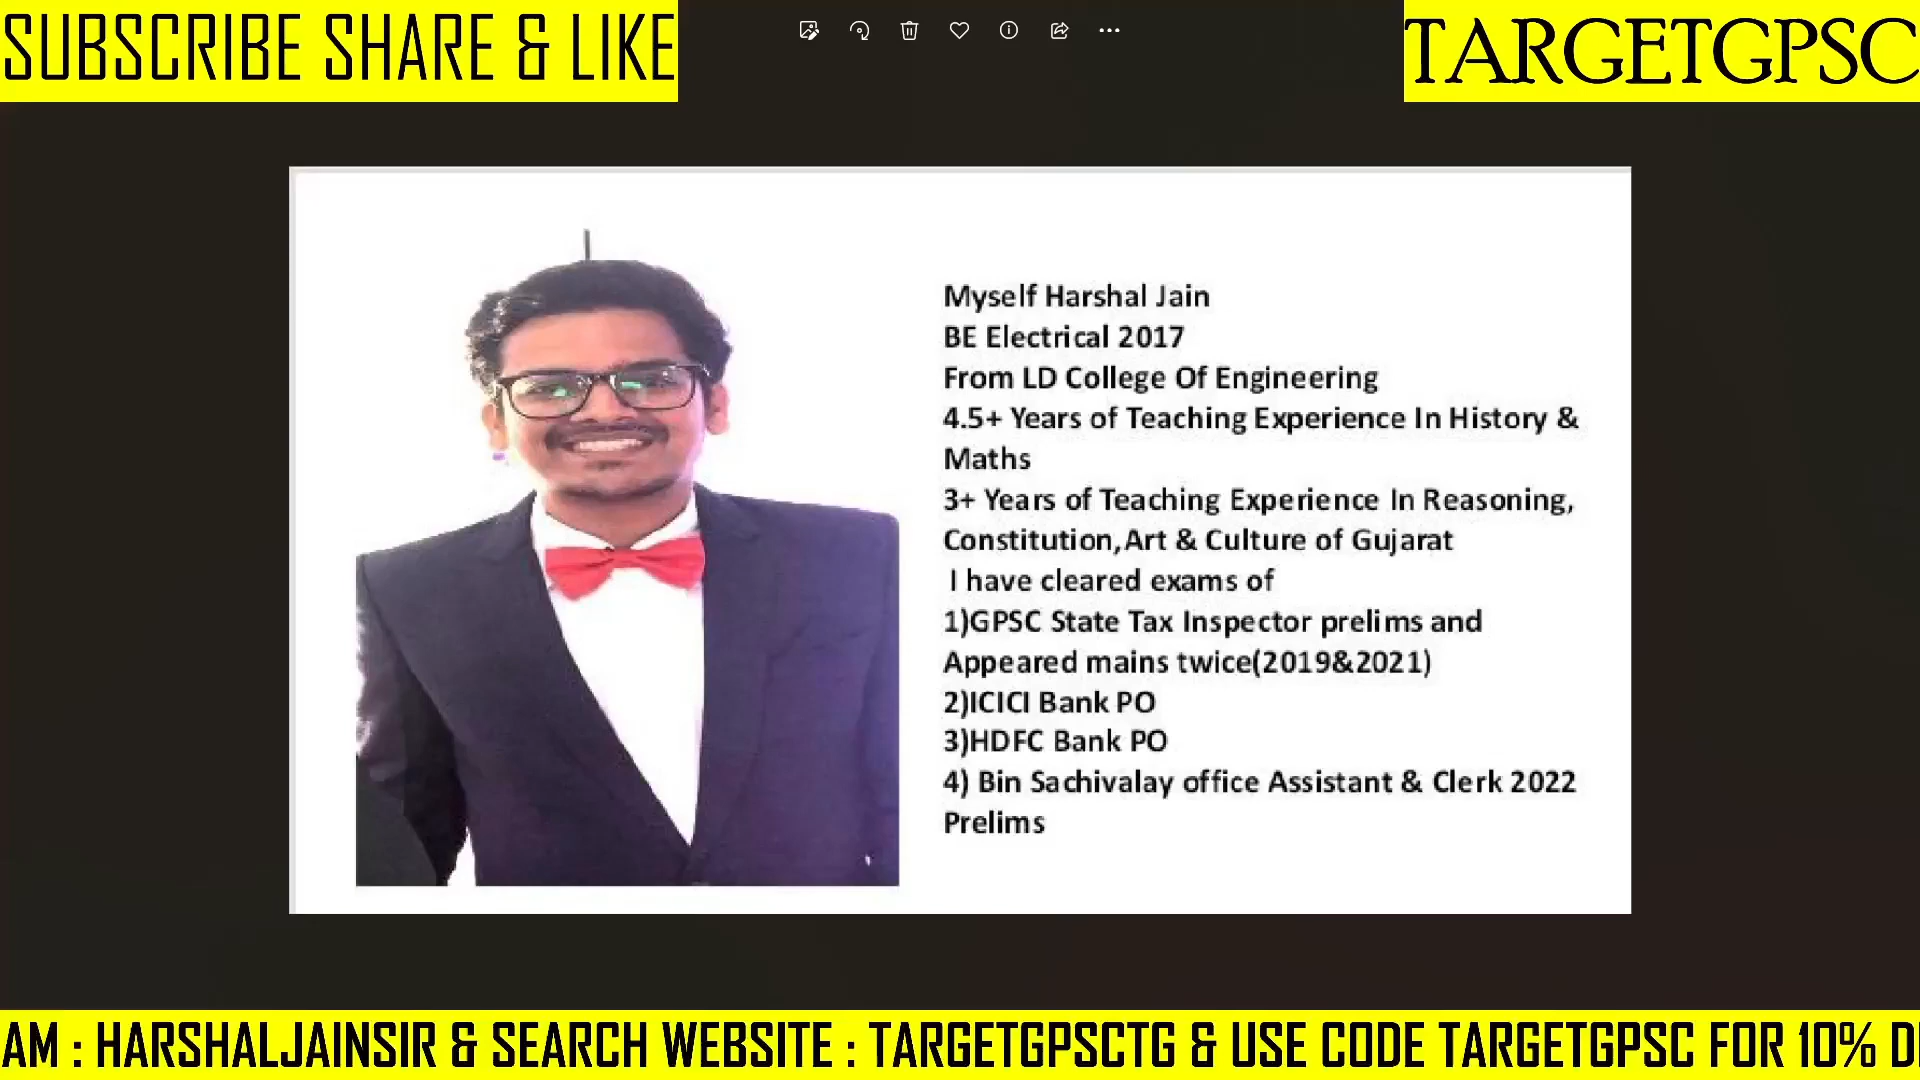 SUBSCRIBE SHARE & LIKE
TARGETGPSC
Myself Harshal Jain
BE Electrical 2017
From LD College Of Engineering
4.5+ Years of Teaching Experience In History &
Maths
3+ Years of Teaching Experience In Reasoning,
Constitution,Art & Culture of Gujarat
I have cleared exams of
1)GPSC State Tax Inspector prelims and
Appeared mains twice(2019&2021)
2)ICICI Bank PO
3)HDFC Bank PO
4) Bin Sachivalay office Assistant & Clerk 2022
Prelims
AM : HARSHALJAINSIR & SEARCH WEBSITE : TARGETGPSCTG & USE CODE TARGETGPSC FOR 10%